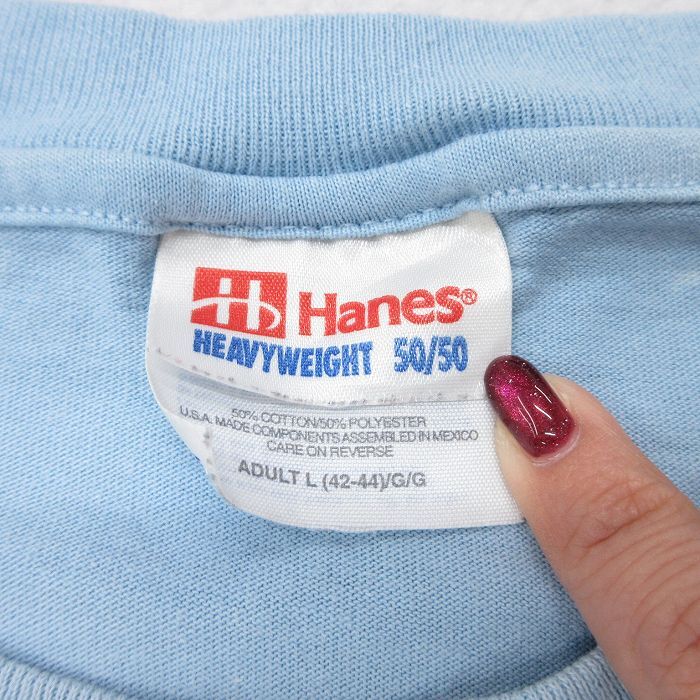 H Hanes®
HEAVYWEIGHT 50/50
50% COTTON/50% POLYESTER
U.S.A. MADE COMPONENTS ASSEMBLED IN MEXICO
CARE ON REVERSE
ADULT L (42-44)/G/G